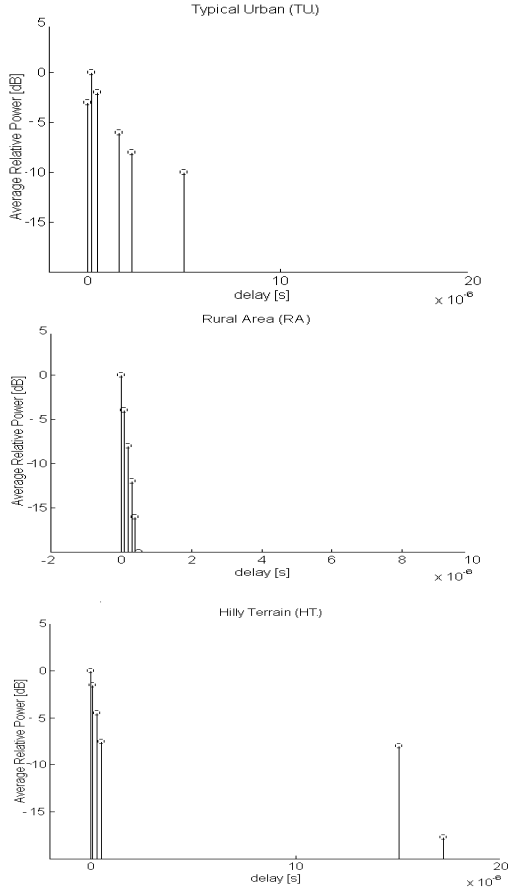 Typical Urban (TU.)
Average Relative Power [dB]
5
0
- 5
-10
-15
0 10 20
delay [s]
x 10-6
Rural Area (RA)
Average Relative Power [dB]
5
0
- 5
-10
-15
-2 0 2 4 6 8 10
delay [s]
x 10-6
Hilly Terrain (HT.)
Average Relative Power [dB]
5
0
- 5
-10
- 15
0 10 20
delay [s]
x 10-6